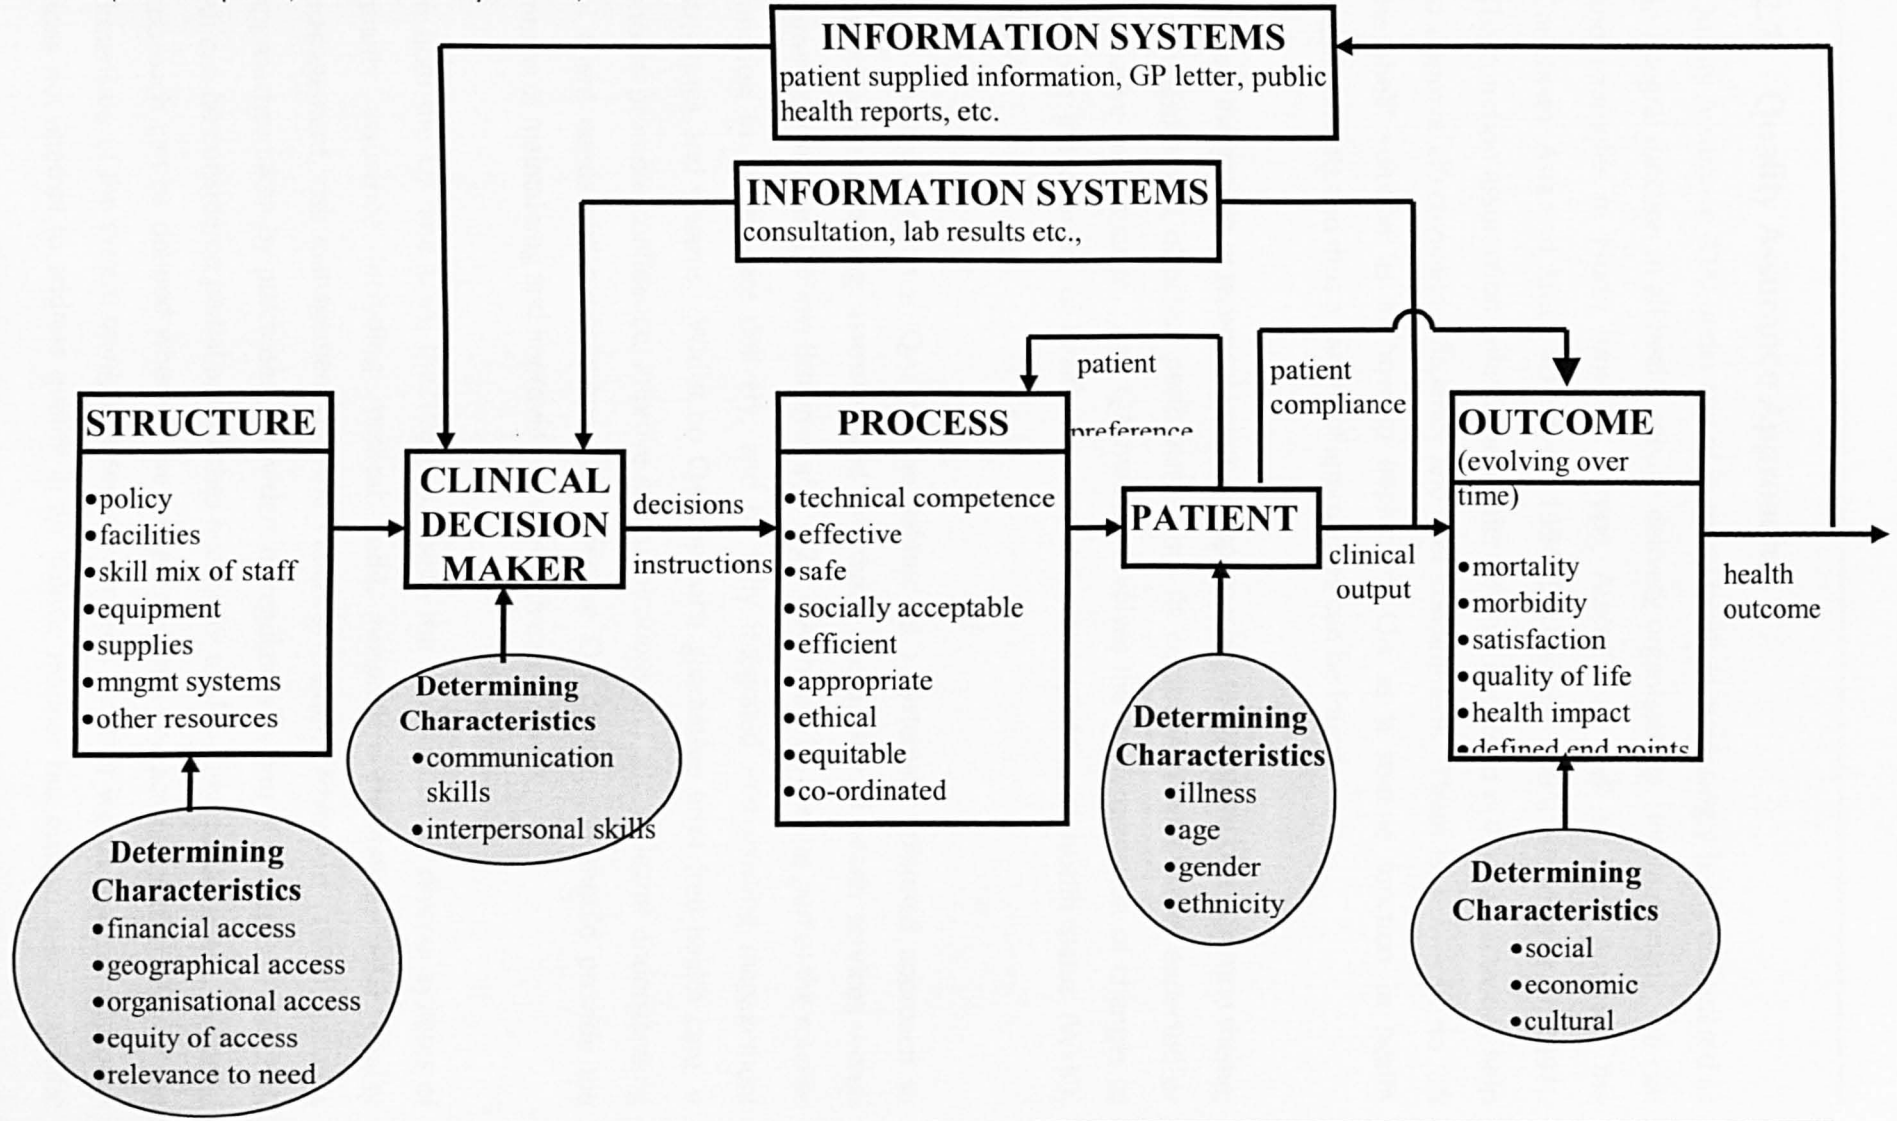 INFORMATION SYSTEMS
patient supplied information, GP letter, public
health reports, etc.
INFORMATION SYSTEMS
consultation, lab results etc.,
STRUCTURE
•policy
•facilities
•skill mix of staff
•equipment
•supplies
•mngmt systems
•other resources
Determining
Characteristics
•financial access
•geographical access
•organisational access
•equity of access
•relevance to need
CLINICAL
DECISION
MAKER
Determining
Characteristics
•communication
skills
•interpersonal skills
decisions
instructions
PROCESS
•technical competence
•effective
•safe
•socially acceptable
•efficient
•appropriate
•ethical
•equitable
•co-ordinated
patient
preference
PATIENT
Determining
Characteristics
•illness
•age
•gender
•ethnicity
patient
compliance
clinical
output
OUTCOME
(evolving over
time)
•mortality
•morbidity
•satisfaction
•quality of life
•health impact
•defined end points
Determining
Characteristics
•social
•economic
•cultural
health
outcome